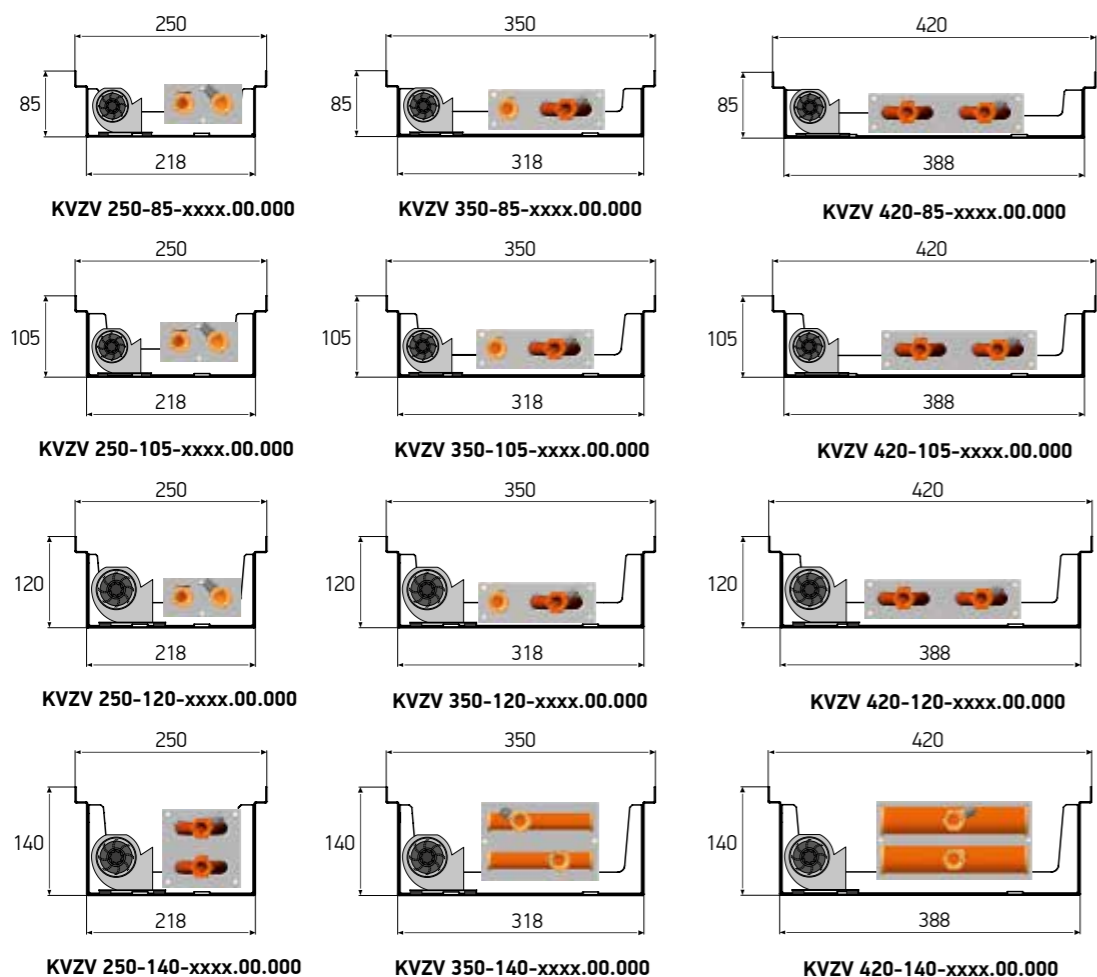 250 350 420
85 85 85
218 318 388
KVZV 250-85-xxxx.00.000 KVZV 350-85-xxxx.00.000 KVZV 420-85-xxxx.00.000
250 350 420
105 105 105
218 318 388
KVZV 250-105-xxxx.00.000 KVZV 350-105-xxxx.00.000 KVZV 420-105-xxxx.00.000
250 350 420
120 120 120
218 318 388
KVZV 250-120-xxxx.00.000 KVZV 350-120-xxxx.00.000 KVZV 420-120-xxxx.00.000
250 350 420
140 140 140
218 318 388
KVZV 250-140-xxxx.00.000 KVZV 350-140-xxxx.00.000 KVZV 420-140-xxxx.00.000